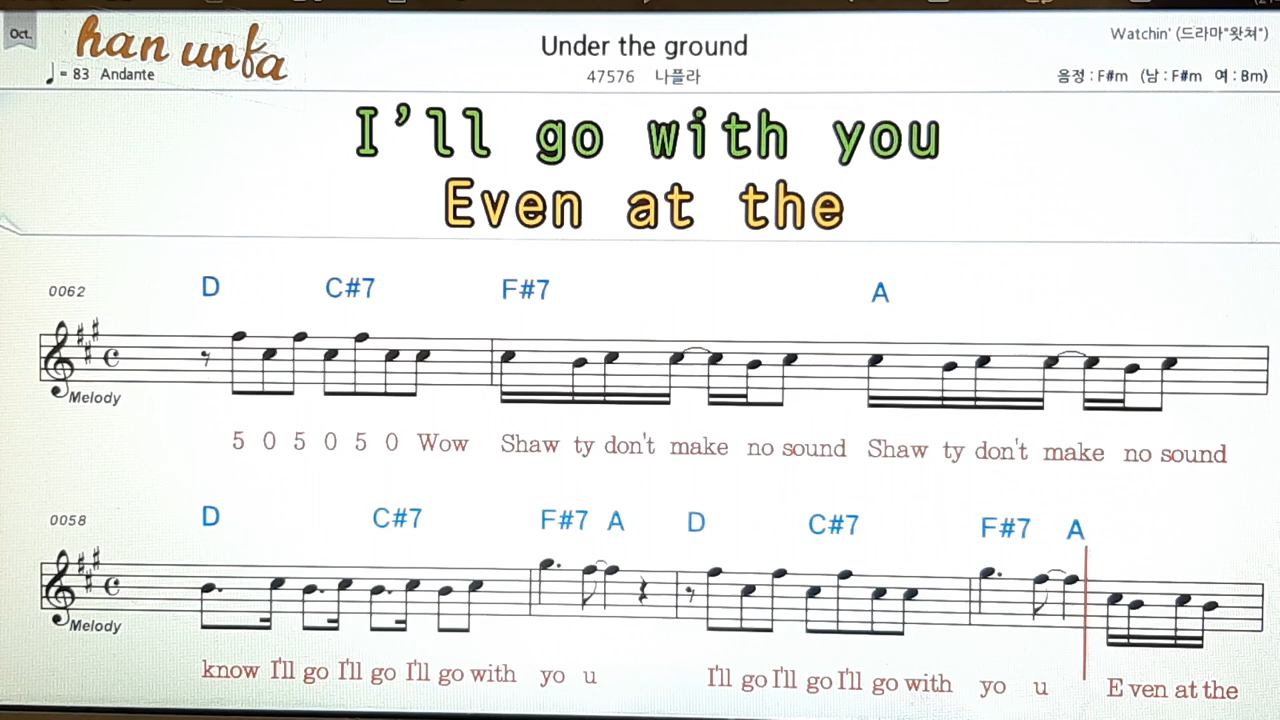 Oct.
han unfa
Under the ground
Watchin' (드라마"왓쳐")
= 83 Andante
47576 나플라
음정 : F#m (남 : F#m 여 : Bm)
I'll go with you
Even at the
0062
D C#7 F#7 A
Melody
5 0 5 0 5 0 Wow Shaw ty don't make no sound Shaw ty don't make no sound
0058
D C#7 F#7 A D C#7 F#7 A
Melody
know I'll go I'll go I'll go with yo u I'll go I'll go I'll go with yo u E ven at the